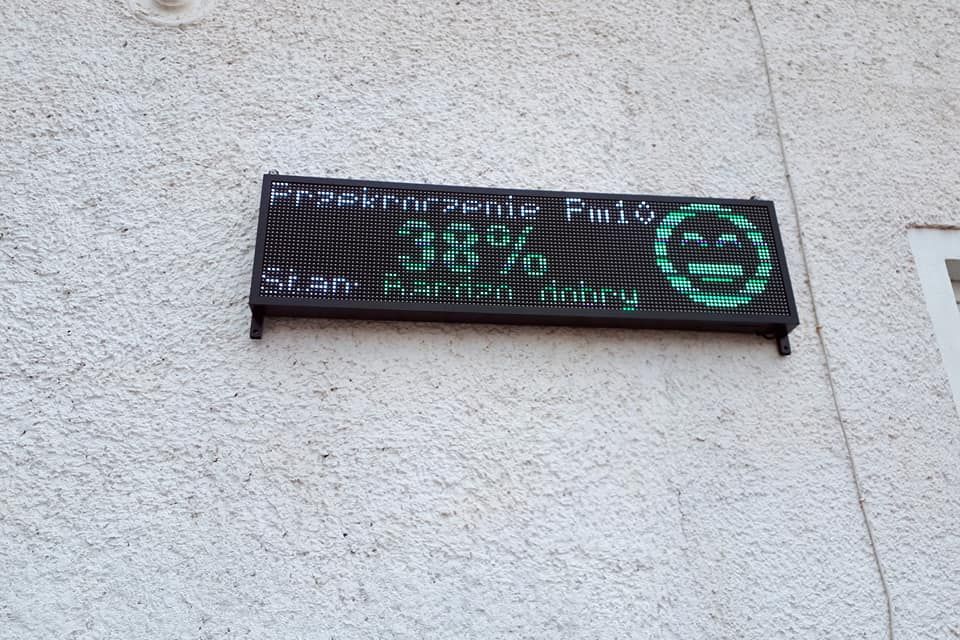 Przekroczenie Pm10
38%
Stan: Bardzo dobry